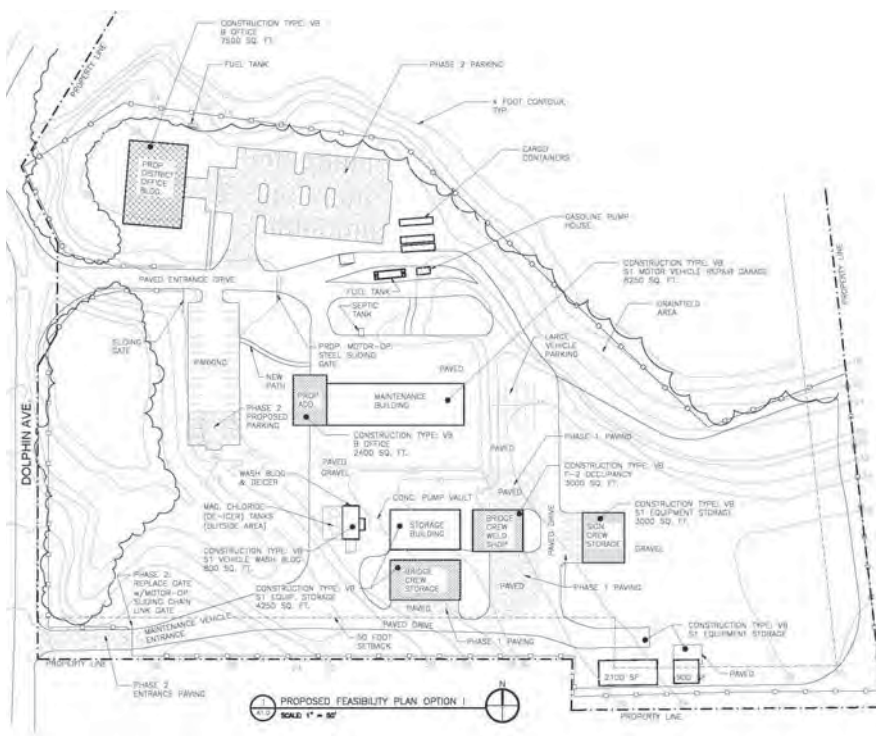 CONSTRUCTION TYPE: VB
B OFFICE
7500 SQ. FT.
FUEL TANK
PHASE 2 PARKING
PROPERTY LINE
4 FOOT CONTOUR,
TYP.
CARGO
CONTAINERS
PROP.
DISTRICT
OFFICE
BLDG.
GASOLINE PUMP
HOUSE
CONSTRUCTION TYPE: VB
S1 MOTOR VEHICLE REPAIR GARAGE
8250 SQ. FT.
PROPERTY LINE
PAVED ENTRANCE DRIVE
FUEL TANK
DRAINFIELD
AREA
SEPTIC
TANK
SLIDING
GATE
PARKING
PROP. MOTOR-OP.
STEEL SLIDING
GATE
LARGE
VEHICLE
PARKING
PAVED
NEW
PATH
PAVED
DOLPHIN AVE.
PROP.
ADD.
MAINTENANCE
BUILDING
PHASE 2
PROPOSED
PARKING
CONSTRUCTION TYPE: VB
B OFFICE
2400 SQ. FT.
PAVED
PHASE 1 PAVING
PAVED
GRAVEL
WASH BLDG
& DEICER
CONC. PUMP VAULT
PAVED
CONSTRUCTION TYPE: VB
F-2 OCCUPANCY
3000 SQ. FT.
MAG. CHLORIDE
(DE-ICER) TANKS
(OUTSIDE AREA)
STORAGE
BUILDING
BRIDGE
CREW
WELD
SHOP
PAVED DRIVE
SIGN
CREW
STORAGE
CONSTRUCTION TYPE: VB
S1 EQUIPMENT STORAGE
3000 SQ. FT.
GRAVEL
CONSTRUCTION TYPE: VB
S1 VEHICLE WASH BLDG
800 SQ. FT.
PHASE 2:
REPLACE GATE
W/MOTOR-OP
SLIDING CHAIN
LINK GATE
CONSTRUCTION TYPE: VB
S1 EQUIP. STORAGE
4250 SQ. FT.
BRIDGE
CREW
STORAGE
PAVED
PHASE 1 PAVING
PAVED
MAINTENANCE VEHICLE
ENTRANCE
PAVED DRIVE
CONSTRUCTION TYPE: VB
S1 EQUIPMENT STORAGE
50 FOOT
SETBACK
PHASE 1 PAVING
PROPERTY LINE
PAVED
2100 SF
900 SF
PHASE 2
ENTRANCE PAVING
1
A1.0
PROPOSED FEASIBILITY PLAN OPTION 1
SCALE: 1" = 50'
N
PROPERTY LINE